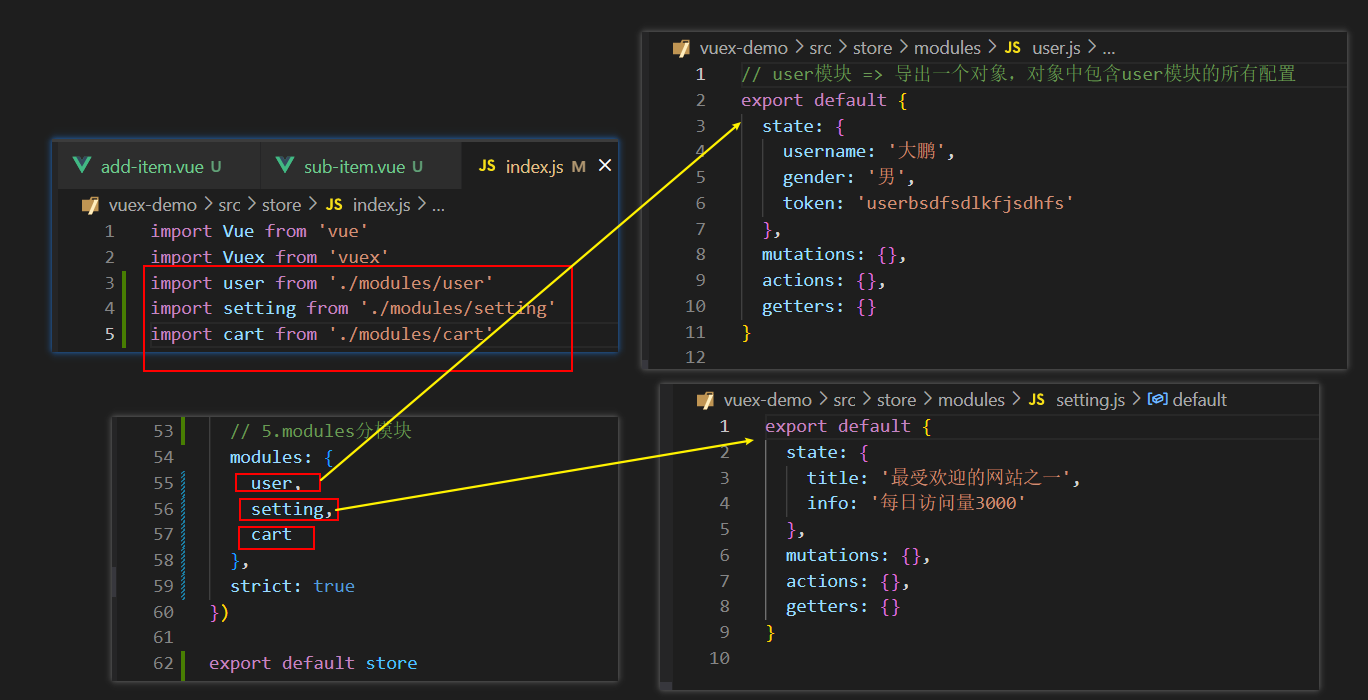 add-item.vue U sub-item.vue U JS index.js M ×
vuex-demo > src > store > JS index.js > ...
1 import Vue from 'vue'
2 import Vuex from 'vuex'
3 import user from './modules/user'
4 import setting from './modules/setting'
5 import cart from './modules/cart'
53 // 5.modules分模块
54 modules: {
55 user,
56 setting,
57 cart
58 },
59 strict: true
60 })
61
62 export default store
vuex-demo > src > store > modules > JS user.js > ...
1 // user模块 => 导出一个对象，对象中包含user模块的所有配置
2 export default {
3 state: {
4 username: '大鹏',
5 gender: '男',
6 token: 'userbsdfsdlkfjsdhfs'
7 },
8 mutations: {},
9 actions: {},
10 getters: {}
11 }
12
vuex-demo > src > store > modules > JS setting.js > default
1 export default {
2 state: {
3 title: '最受欢迎的网站之一',
4 info: '每日访问量3000'
5 },
6 mutations: {},
7 actions: {},
8 getters: {}
9 }
10